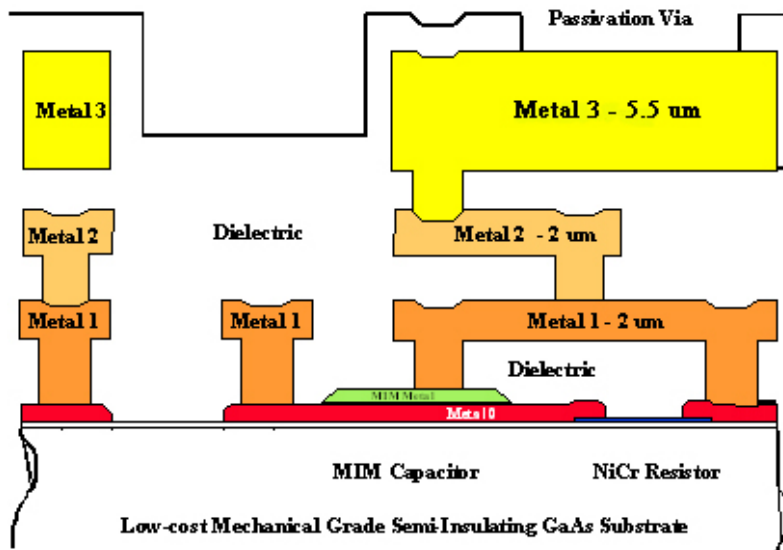 Passivation Via
Metal 3
Metal 3 - 5.5 um
Metal 2
Dielectric
Metal 2 - 2 um
Metal 1
Metal 1
Metal 1 - 2 um
Dielectric
MIM Metal
Metal 0
MIM Capacitor
NiCr Resistor
Low-cost Mechanical Grade Semi-Insulating GaAs Substrate